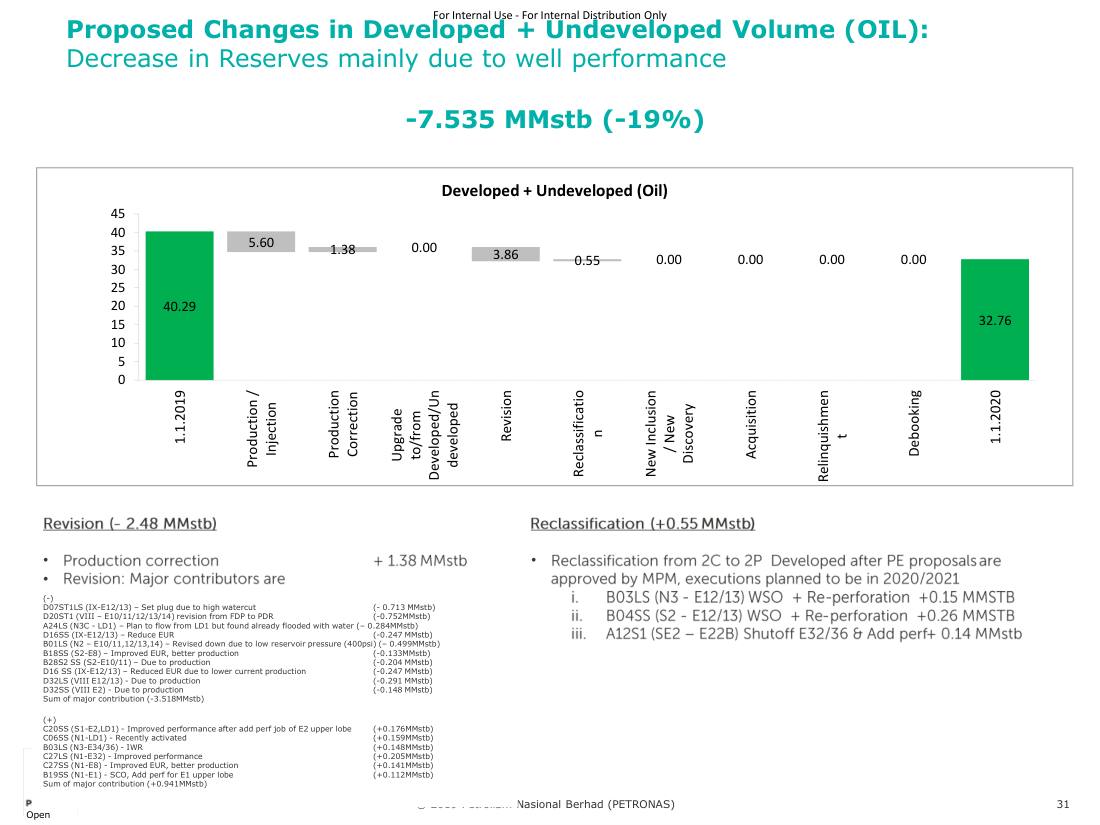 For Internal Use - For Internal Distribution Only
Proposed Changes in Developed + Undeveloped Volume (OIL):
Decrease in Reserves mainly due to well performance
-7.535 MMstb (-19%)
Developed + Undeveloped (Oil)
45
40
35
30
25
20
15
10
5
0
40.29
5.60
1.38
0.00
3.86
0.55
0.00
0.00
0.00
0.00
32.76
1.1.2019
Production /
Injection
Production
Correction
Upgrade
to/from
Developed/Un
developed
Revision
Reclassificatio
n
New Inclusion
/ New
Discovery
Acquisition
Relinquishmen
t
Debooking
1.1.2020
Revision (- 2.48 MMstb)
• Production correction + 1.38 MMstb
• Revision: Major contributors are
(-)
D07ST1LS (IX-E12/13) – Set plug due to high watercut (- 0.713 MMstb)
D20ST1 (VIII – E10/11/12/13/14) revision from FDP to PDR (-0.752MMstb)
A24LS (N3C - LD1) – Plan to flow from LD1 but found already flooded with water (– 0.284MMstb)
D16SS (IX-E12/13) – Reduce EUR (-0.247 MMstb)
B01LS (N2 – E10/11,12/13,14) – Revised down due to low reservoir pressure (400psi) (– 0.499MMstb)
B18SS (S2-E8) – Improved EUR, better production (-0.133MMstb)
B28S2 SS (S2-E10/11) – Due to production (-0.204 MMstb)
D16 SS (IX-E12/13) – Reduced EUR due to lower current production (-0.247 MMstb)
D32LS (VIII E12/13) - Due to production (-0.291 MMstb)
D32SS (VIII E2) - Due to production (-0.148 MMstb)
Sum of major contribution (-3.518MMstb)
(+)
C20SS (S1-E2,LD1) - Improved performance after add perf job of E2 upper lobe (+0.176MMstb)
C06SS (N1-LD1) - Recently activated (+0.159MMstb)
B03LS (N3-E34/36) - IWR (+0.148MMstb)
C27LS (N1-E32) - Improved performance (+0.205MMstb)
C27SS (N1-E8) - Improved EUR, better production (+0.141MMstb)
B19SS (N1-E1) - SCO, Add perf for E1 upper lobe (+0.112MMstb)
Sum of major contribution (+0.941MMstb)
Reclassification (+0.55 MMstb)
• Reclassification from 2C to 2P Developed after PE proposals are
approved by MPM, executions planned to be in 2020/2021
i. B03LS (N3 - E12/13) WSO + Re-perforation +0.15 MMSTB
ii. B04SS (S2 - E12/13) WSO + Re-perforation +0.26 MMSTB
iii. A12S1 (SE2 – E22B) Shutoff E32/36 & Add perf+ 0.14 MMstb
P
Open
Nasional Berhad (PETRONAS)
31